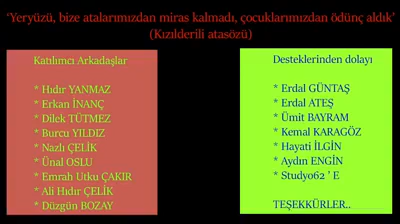 'Yeryüzü, bize atalarımızdan miras kalmadı, çocuklarımızdan ödünç aldık'
(Kızılderili atasözü)
Katılımcı Arkadaşlar
* Hıdır YANMAZ
* Erkan İNANÇ
* Dilek TÜTMEZ
* Burcu YILDIZ
* Nazlı ÇELİK
* Ünal OSLU
* Emrah Utku ÇAKIR
* Ali Hıdır ÇELİK
* Düzgün BOZAY
Desteklerinden dolayı
* Erdal GÜNTAŞ
* Erdal ATEŞ
* Ümit BAYRAM
* Kemal KARAGÖZ
* Hayati İLGİN
* Aydın ENGİN
* Study62 ' E
TEŞEKKÜRLER..